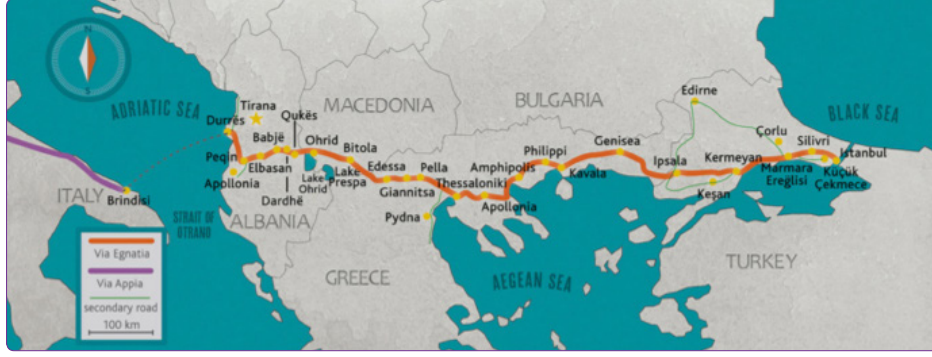 N
S
ADRIATIC SEA
Tirana
Durrës
Qukës
Babjë
Ohrid
Bitola
Peqin
Elbasan
Apollonia
Dardhë
Lake
Ohrid
Lake
Prespa
Edessa
Giannitsa
Pella
Thessaloniki
Pydna
Amphipolis
Apollonia
Philippi
Kavala
Genisea
Ipsala
Edirne
Kermeyan
Keşan
Çorlu
Marmara
Ereğlisi
Silivri
Istanbul
Küçük
Çekmece
BLACK SEA
MACEDONIA
BULGARIA
ITALY
Brindisi
STRAIT OF
OTRANO
ALBANIA
GREECE
AEGEAN SEA
TURKEY
Via Egnatia
Via Appia
secondary road
100 km